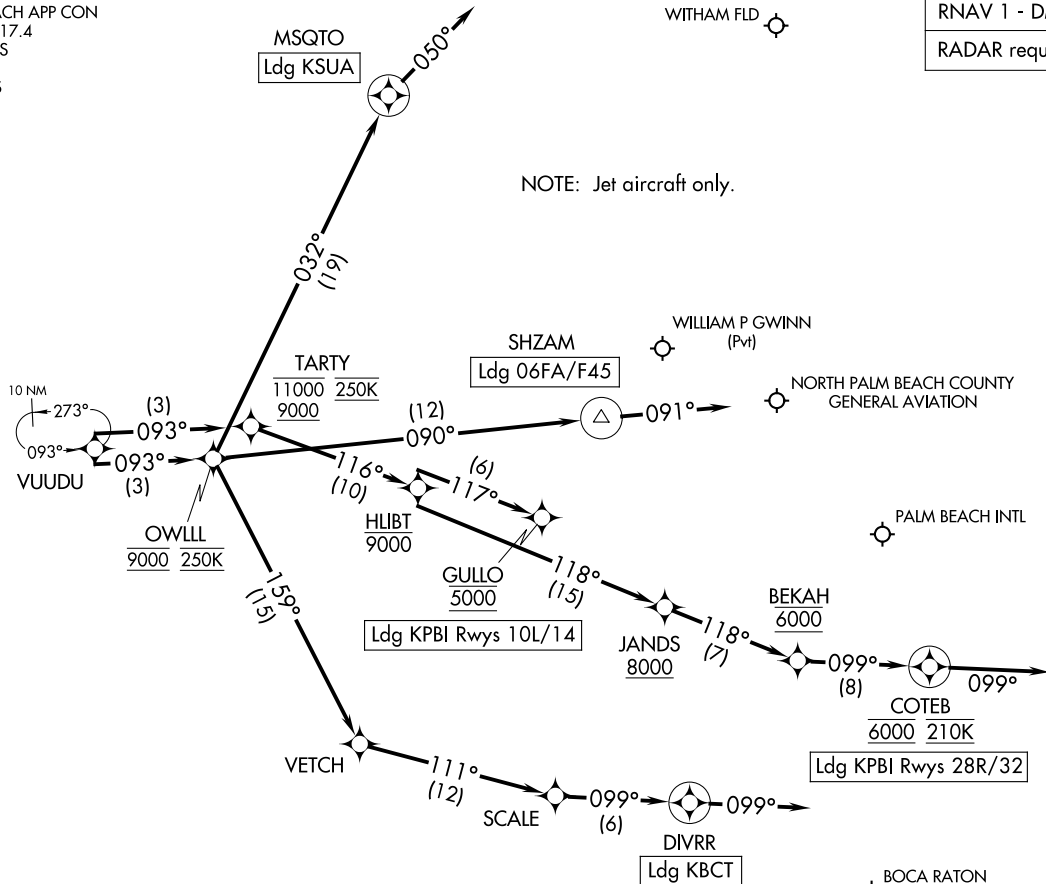 ACH APP CON
17.4
S
WITHAM FLD
RNAV 1 - D
RADAR requ
MSQTO
Ldg KSUA
050°
NOTE: Jet aircraft only.
032°
(19)
WILLIAM P GWINN
(Pvt)
SHZAM
Ldg 06FA/F45
TARTY
11000 250K
9000
NORTH PALM BEACH COUNTY
GENERAL AVIATION
10 NM
273°
093°
VUUDU
(3)
093°
093°
(3)
(12)
090°
091°
116°
(10)
(6)
117°
OWLLL
9000 250K
HLIBT
9000
GULLO
5000
Ldg KPBI Rwys 10L/14
PALM BEACH INTL
159°
(15)
118°
(15)
JANDS
8000
118°
(7)
BEKAH
6000
099°
(8)
099°
COTEB
6000 210K
Ldg KPBI Rwys 28R/32
VETCH
111°
(12)
SCALE
099°
(6)
099°
DIVRR
Ldg KBCT
BOCA RATON